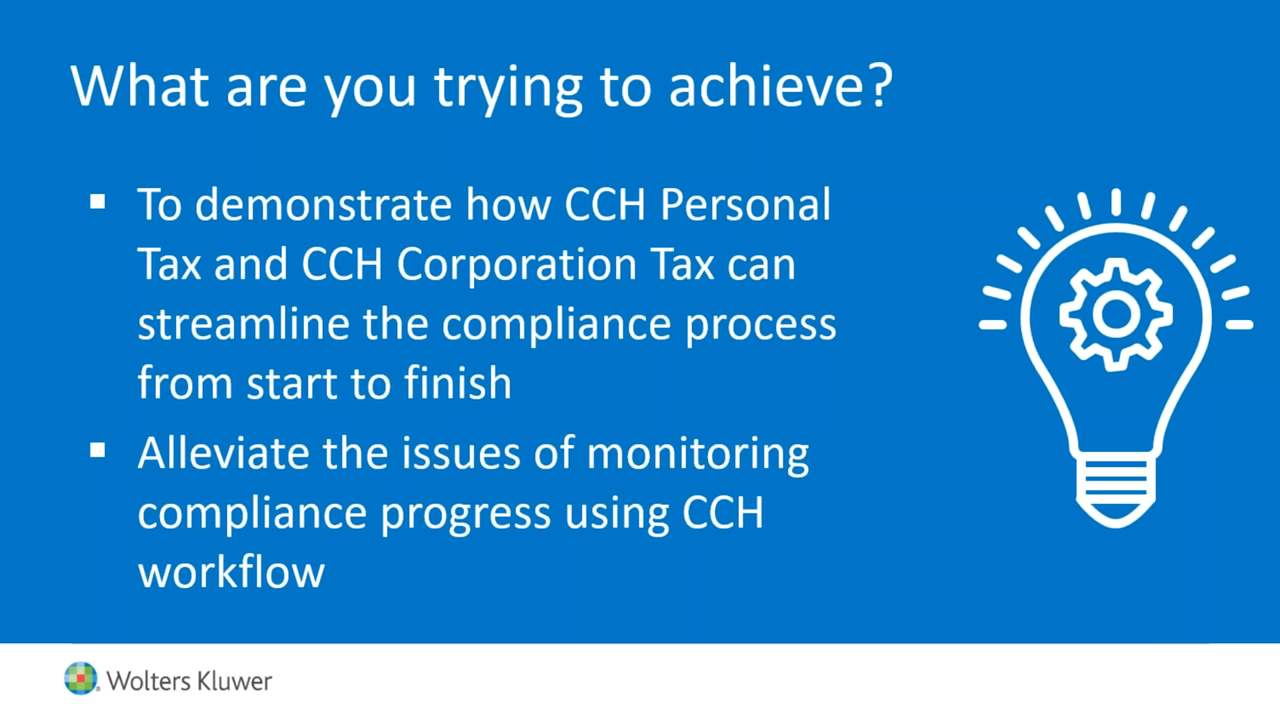 What are you trying to achieve?
▪ To demonstrate how CCH Personal
Tax and CCH Corporation Tax can
streamline the compliance process
from start to finish
▪ Alleviate the issues of monitoring
compliance progress using CCH
workflow
Wolters Kluwer